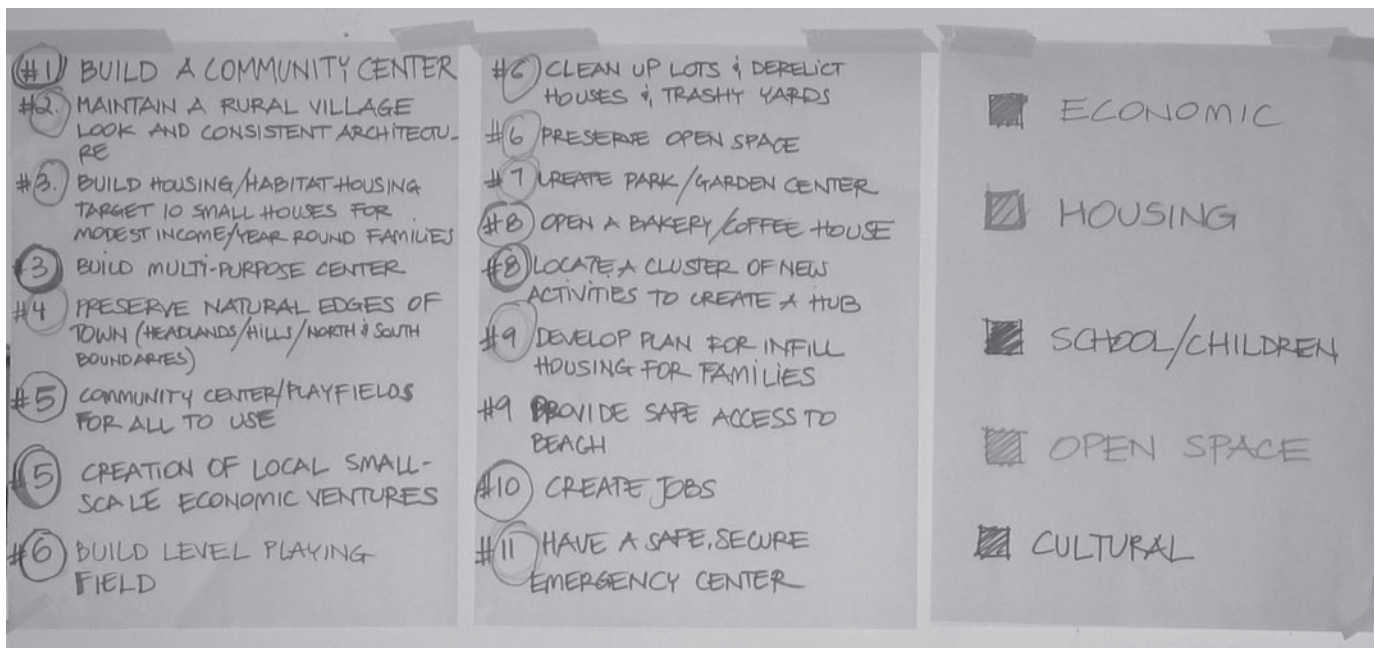 #1 BUILD A COMMUNITY CENTER
#2. MAINTAIN A RURAL VILLAGE
LOOK AND CONSISTENT ARCHITECTU-
RE
#3. BUILD HOUSING/HABITAT HOUSING
TARGET 10 SMALL HOUSES FOR
MODEST INCOME/YEAR ROUND FAMILIES
#3 BUILD MULTI-PURPOSE CENTER
#4 PRESERVE NATURAL EDGES OF
TOWN (HEADLANDS/HILLS/NORTH & SOUTH
BOUNDARIES)
#5 COMMUNITY CENTER/PLAYFIELDS
FOR ALL TO USE
#5 CREATION OF LOCAL SMALL-
SCALE ECONOMIC VENTURES
#6 BUILD LEVEL PLAYING
FIELD
#6 CLEAN UP LOTS & DERELICT
HOUSES & TRASHY YARDS
#6 PRESERVE OPEN SPACE
#7 CREATE PARK/GARDEN CENTER
#8 OPEN A BAKERY/COFFEE HOUSE
#8 LOCATE A CLUSTER OF NEW
ACTIVITIES TO CREATE A HUB
#9 DEVELOP PLAN FOR INFILL
HOUSING FOR FAMILIES
#9 PROVIDE SAFE ACCESS TO
BEACH
#10 CREATE JOBS
#11 HAVE A SAFE, SECURE
EMERGENCY CENTER
ECONOMIC
HOUSING
SCHOOL/CHILDREN
OPEN SPACE
CULTURAL